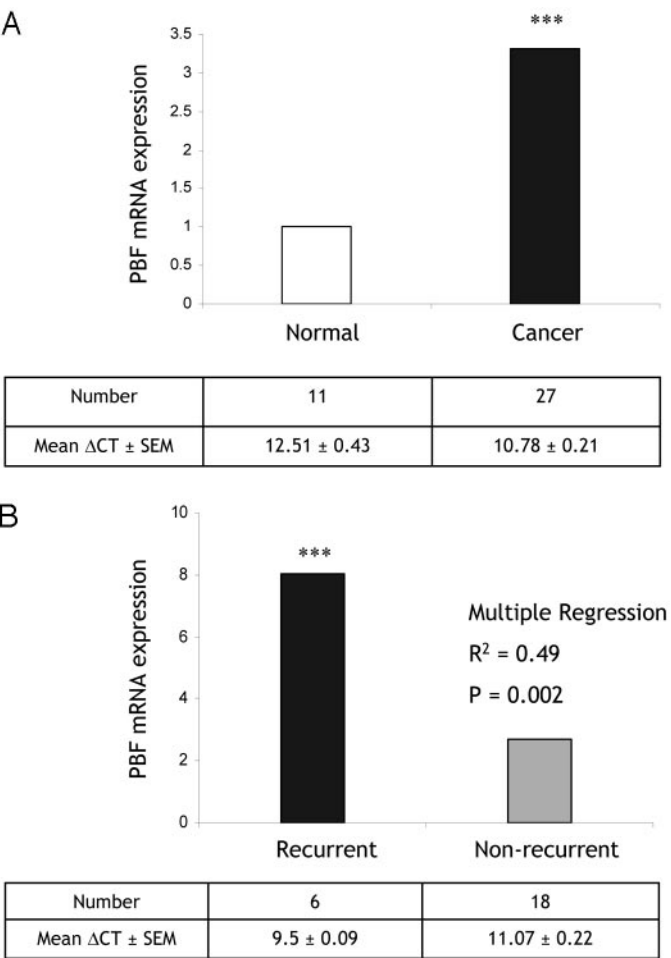 A
***
3.5
3
2.5
2
1.5
1
0.5
0
PBF mRNA expression
Normal Cancer
Number 11 27
Mean ΔCT ± SEM 12.51 ± 0.43 10.78 ± 0.21
B
10
8
6
4
2
0
PBF mRNA expression
***
Multiple Regression
R² = 0.49
P = 0.002
Recurrent Non-recurrent
Number 6 18
Mean ΔCT ± SEM 9.5 ± 0.09 11.07 ± 0.22